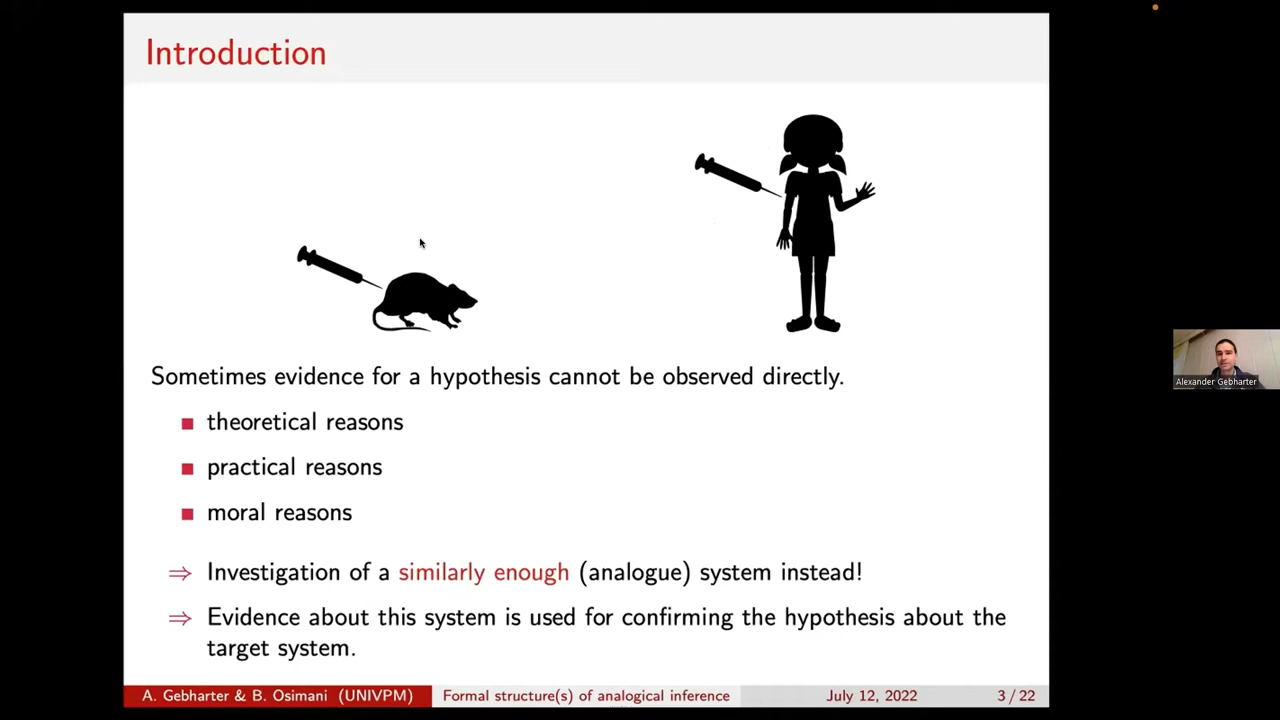 Introduction
Sometimes evidence for a hypothesis cannot be observed directly.
theoretical reasons
practical reasons
moral reasons
⇒ Investigation of a similarly enough (analogue) system instead!
⇒ Evidence about this system is used for confirming the hypothesis about the
target system.
Alexander Gebharter
A. Gebharter & B. Osimani (UNIVPM) Formal structure(s) of analogical inference July 12, 2022 3 / 22